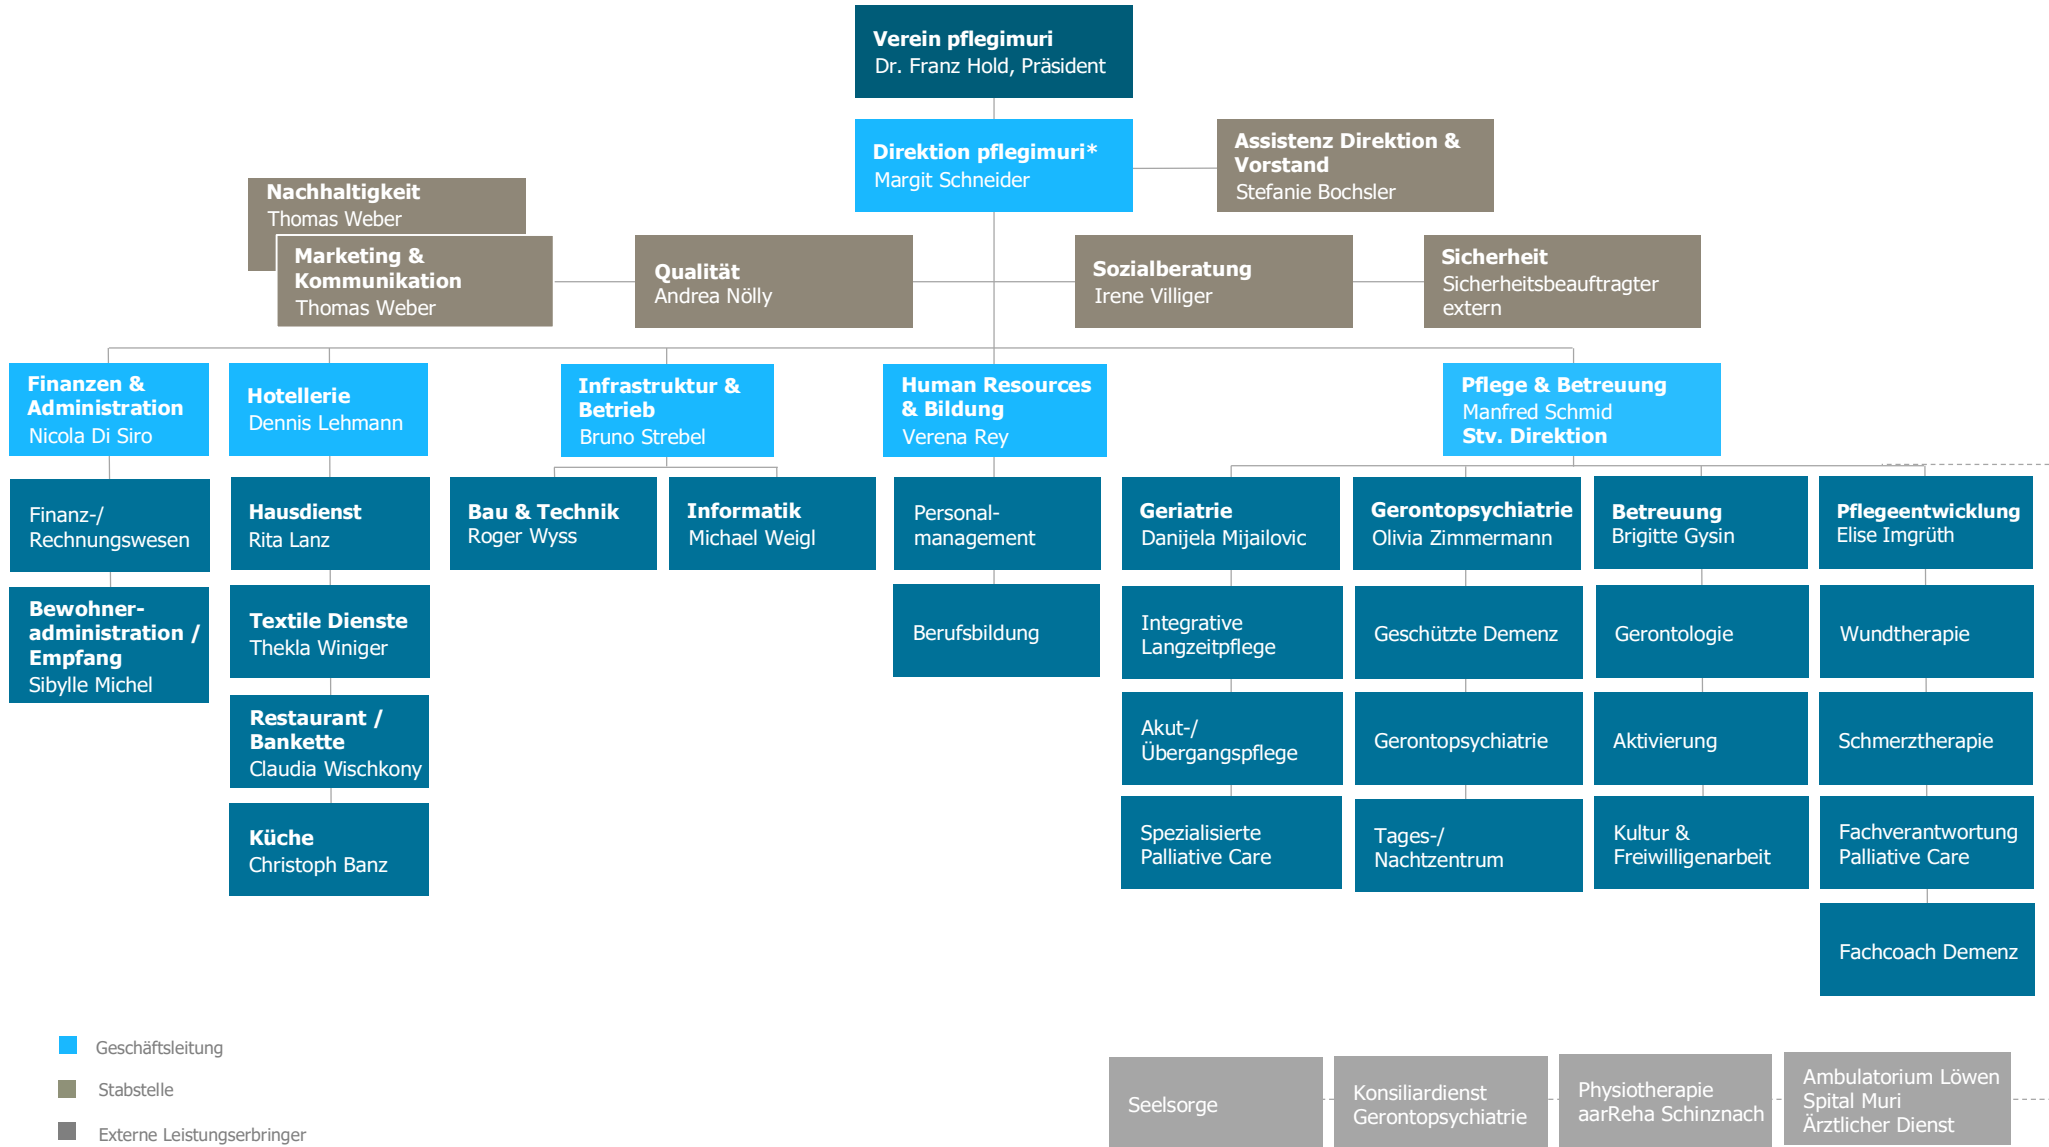 Verein pflegimuri
Dr. Franz Hold, Präsident
Direktion pflegimuri*
Margit Schneider
Assistenz Direktion &
Vorstand
Stefanie Bochsler
Nachhaltigkeit
Thomas Weber
Marketing &
Kommunikation
Thomas Weber
Qualität
Andrea Nölly
Sozialberatung
Irene Villiger
Sicherheit
Sicherheitsbeauftragter
extern
Finanzen &
Administration
Nicola Di Siro
Hotellerie
Dennis Lehmann
Infrastruktur &
Betrieb
Bruno Strebel
Human Resources
& Bildung
Verena Rey
Pflege & Betreuung
Manfred Schmid
Stv. Direktion
Finanz-/
Rechnungswesen
Bewohner-
administration /
Empfang
Sibylle Michel
Hausdienst
Rita Lanz
Textile Dienste
Thekla Winiger
Restaurant /
Bankette
Claudia Wischkony
Küche
Christoph Banz
Bau & Technik
Roger Wyss
Informatik
Michael Weigl
Personal-
management
Berufsbildung
Geriatrie
Danijela Mijailovic
Integrative
Langzeitpflege
Akut-/
Übergangspflege
Spezialisierte
Palliative Care
Gerontopsychiatrie
Olivia Zimmermann
Geschützte Demenz
Gerontopsychiatrie
Tages-/
Nachtzentrum
Betreuung
Brigitte Gysin
Gerontologie
Aktivierung
Kultur &
Freiwilligenarbeit
Pflegeentwicklung
Elise Imgrüth
Wundtherapie
Schmerztherapie
Fachverantwortung
Palliative Care
Fachcoach Demenz
Geschäftsleitung
Stabstelle
Externe Leistungserbringer
Seelsorge
Konsiliardienst
Gerontopsychiatrie
Physiotherapie
aarReha Schinznach
Ambulatorium Löwen
Spital Muri
Ärztlicher Dienst